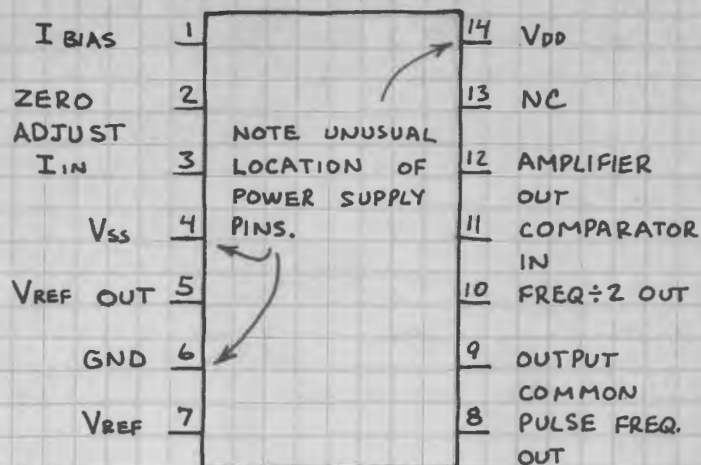 I BIAS 1
ZERO 2
ADJUST
I IN 3
VSS 4
VREF OUT 5
GND 6
VREF 7
NOTE UNUSUAL
LOCATION OF
POWER SUPPLY
PINS.
14 VDD
13 NC
12 AMPLIFIER
OUT
11 COMPARATOR
IN
10 FREQ÷2 OUT
9 OUTPUT
COMMON
8 PULSE FREQ.
OUT